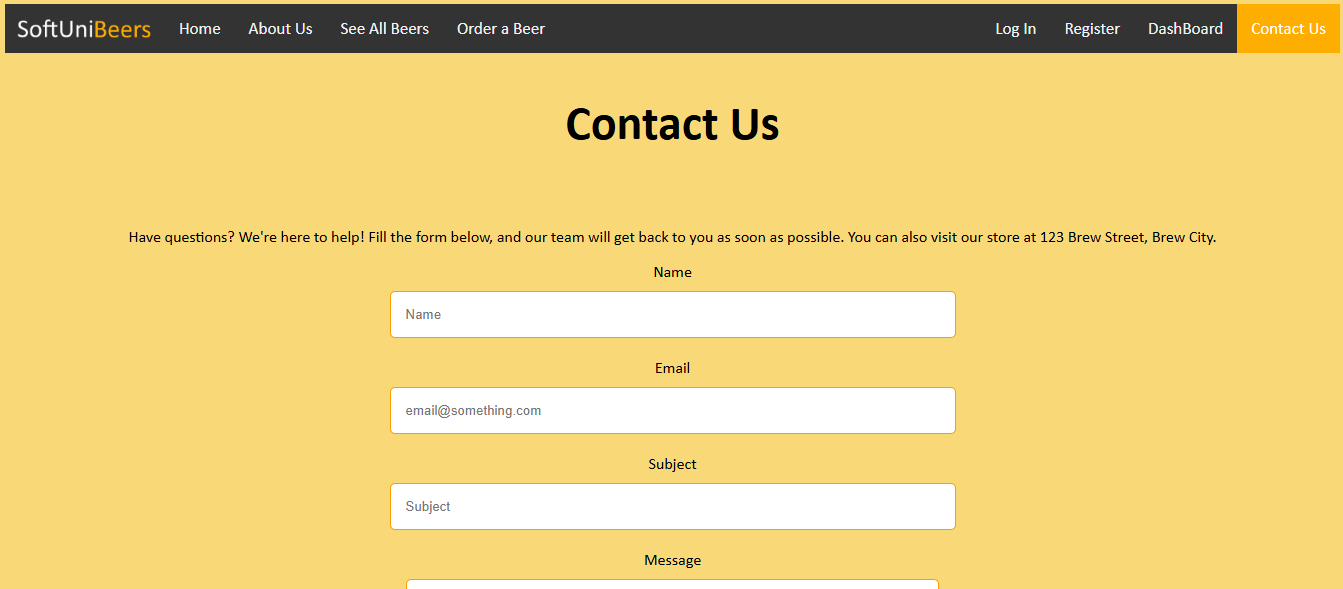 SoftUniBeers Home About Us See All Beers Order a Beer Log In Register DashBoard Contact Us
Contact Us
Have questions? We're here to help! Fill the form below, and our team will get back to you as soon as possible. You can also visit our store at 123 Brew Street, Brew City.
Name
Name
Email
email@something.com
Subject
Subject
Message